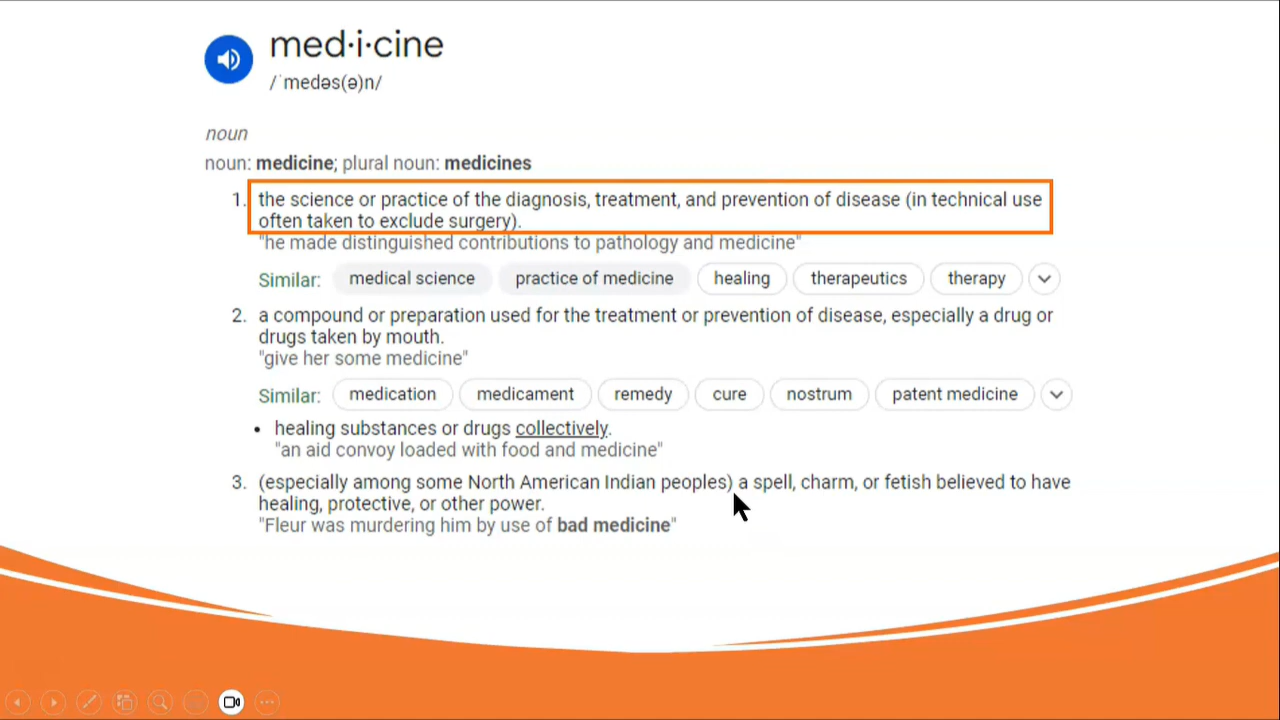 med·i·cine
/ˈmedəs(ə)n/
noun
noun: medicine; plural noun: medicines
1. the science or practice of the diagnosis, treatment, and prevention of disease (in technical use
often taken to exclude surgery).
"he made distinguished contributions to pathology and medicine"
Similar: medical science practice of medicine healing therapeutics therapy
2. a compound or preparation used for the treatment or prevention of disease, especially a drug or
drugs taken by mouth.
"give her some medicine"
Similar: medication medicament remedy cure nostrum patent medicine
• healing substances or drugs collectively.
"an aid convoy loaded with food and medicine"
3. (especially among some North American Indian peoples) a spell, charm, or fetish believed to have
healing, protective, or other power.
"Fleur was murdering him by use of bad medicine"